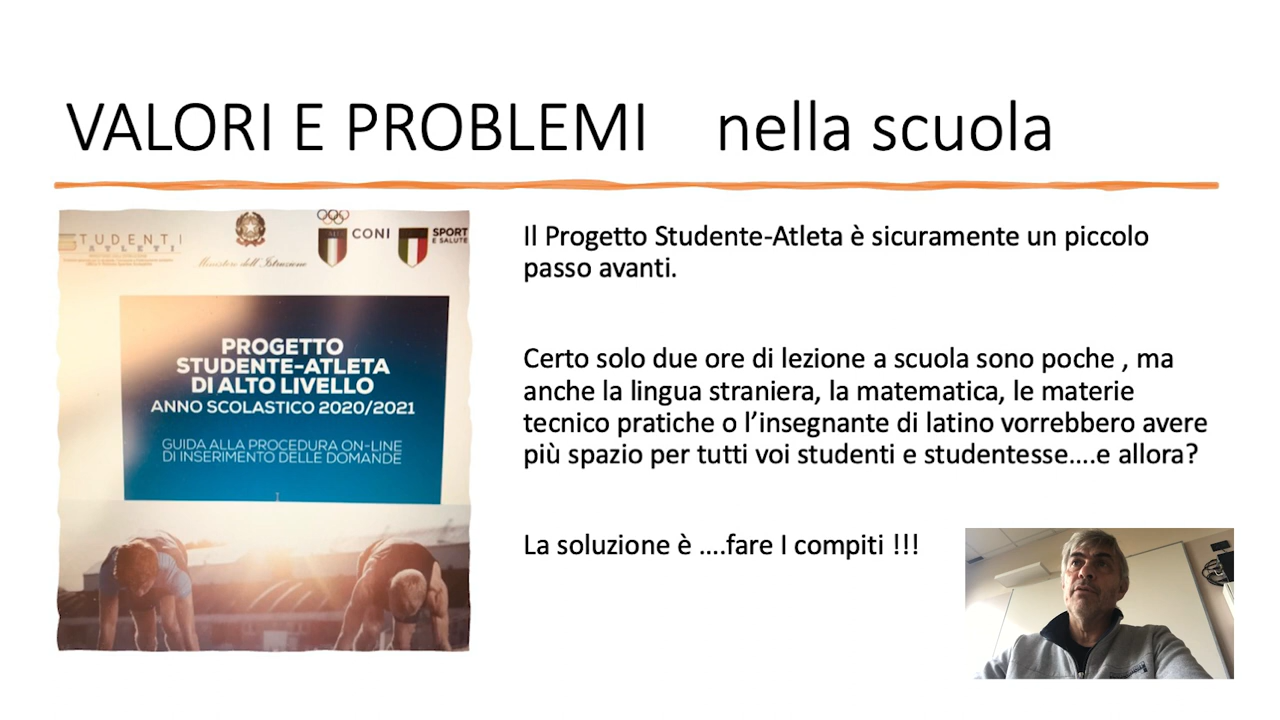 VALORI E PROBLEMI nella scuola
STUDENTI
ATLETI
Ministero dell'Istruzione
CONI
SPORT
E SALUTE
PROGETTO
STUDENTE-ATLETA
DI ALTO LIVELLO
ANNO SCOLASTICO 2020/2021
GUIDA ALLA PROCEDURA ON-LINE
DI INSERIMENTO DELLE DOMANDE
Il Progetto Studente-Atleta è sicuramente un piccolo
passo avanti.
Certo solo due ore di lezione a scuola sono poche , ma
anche la lingua straniera, la matematica, le materie
tecnico pratiche o l’insegnante di latino vorrebbero avere
più spazio per tutti voi studenti e studentesse….e allora?
La soluzione è ….fare I compiti !!!